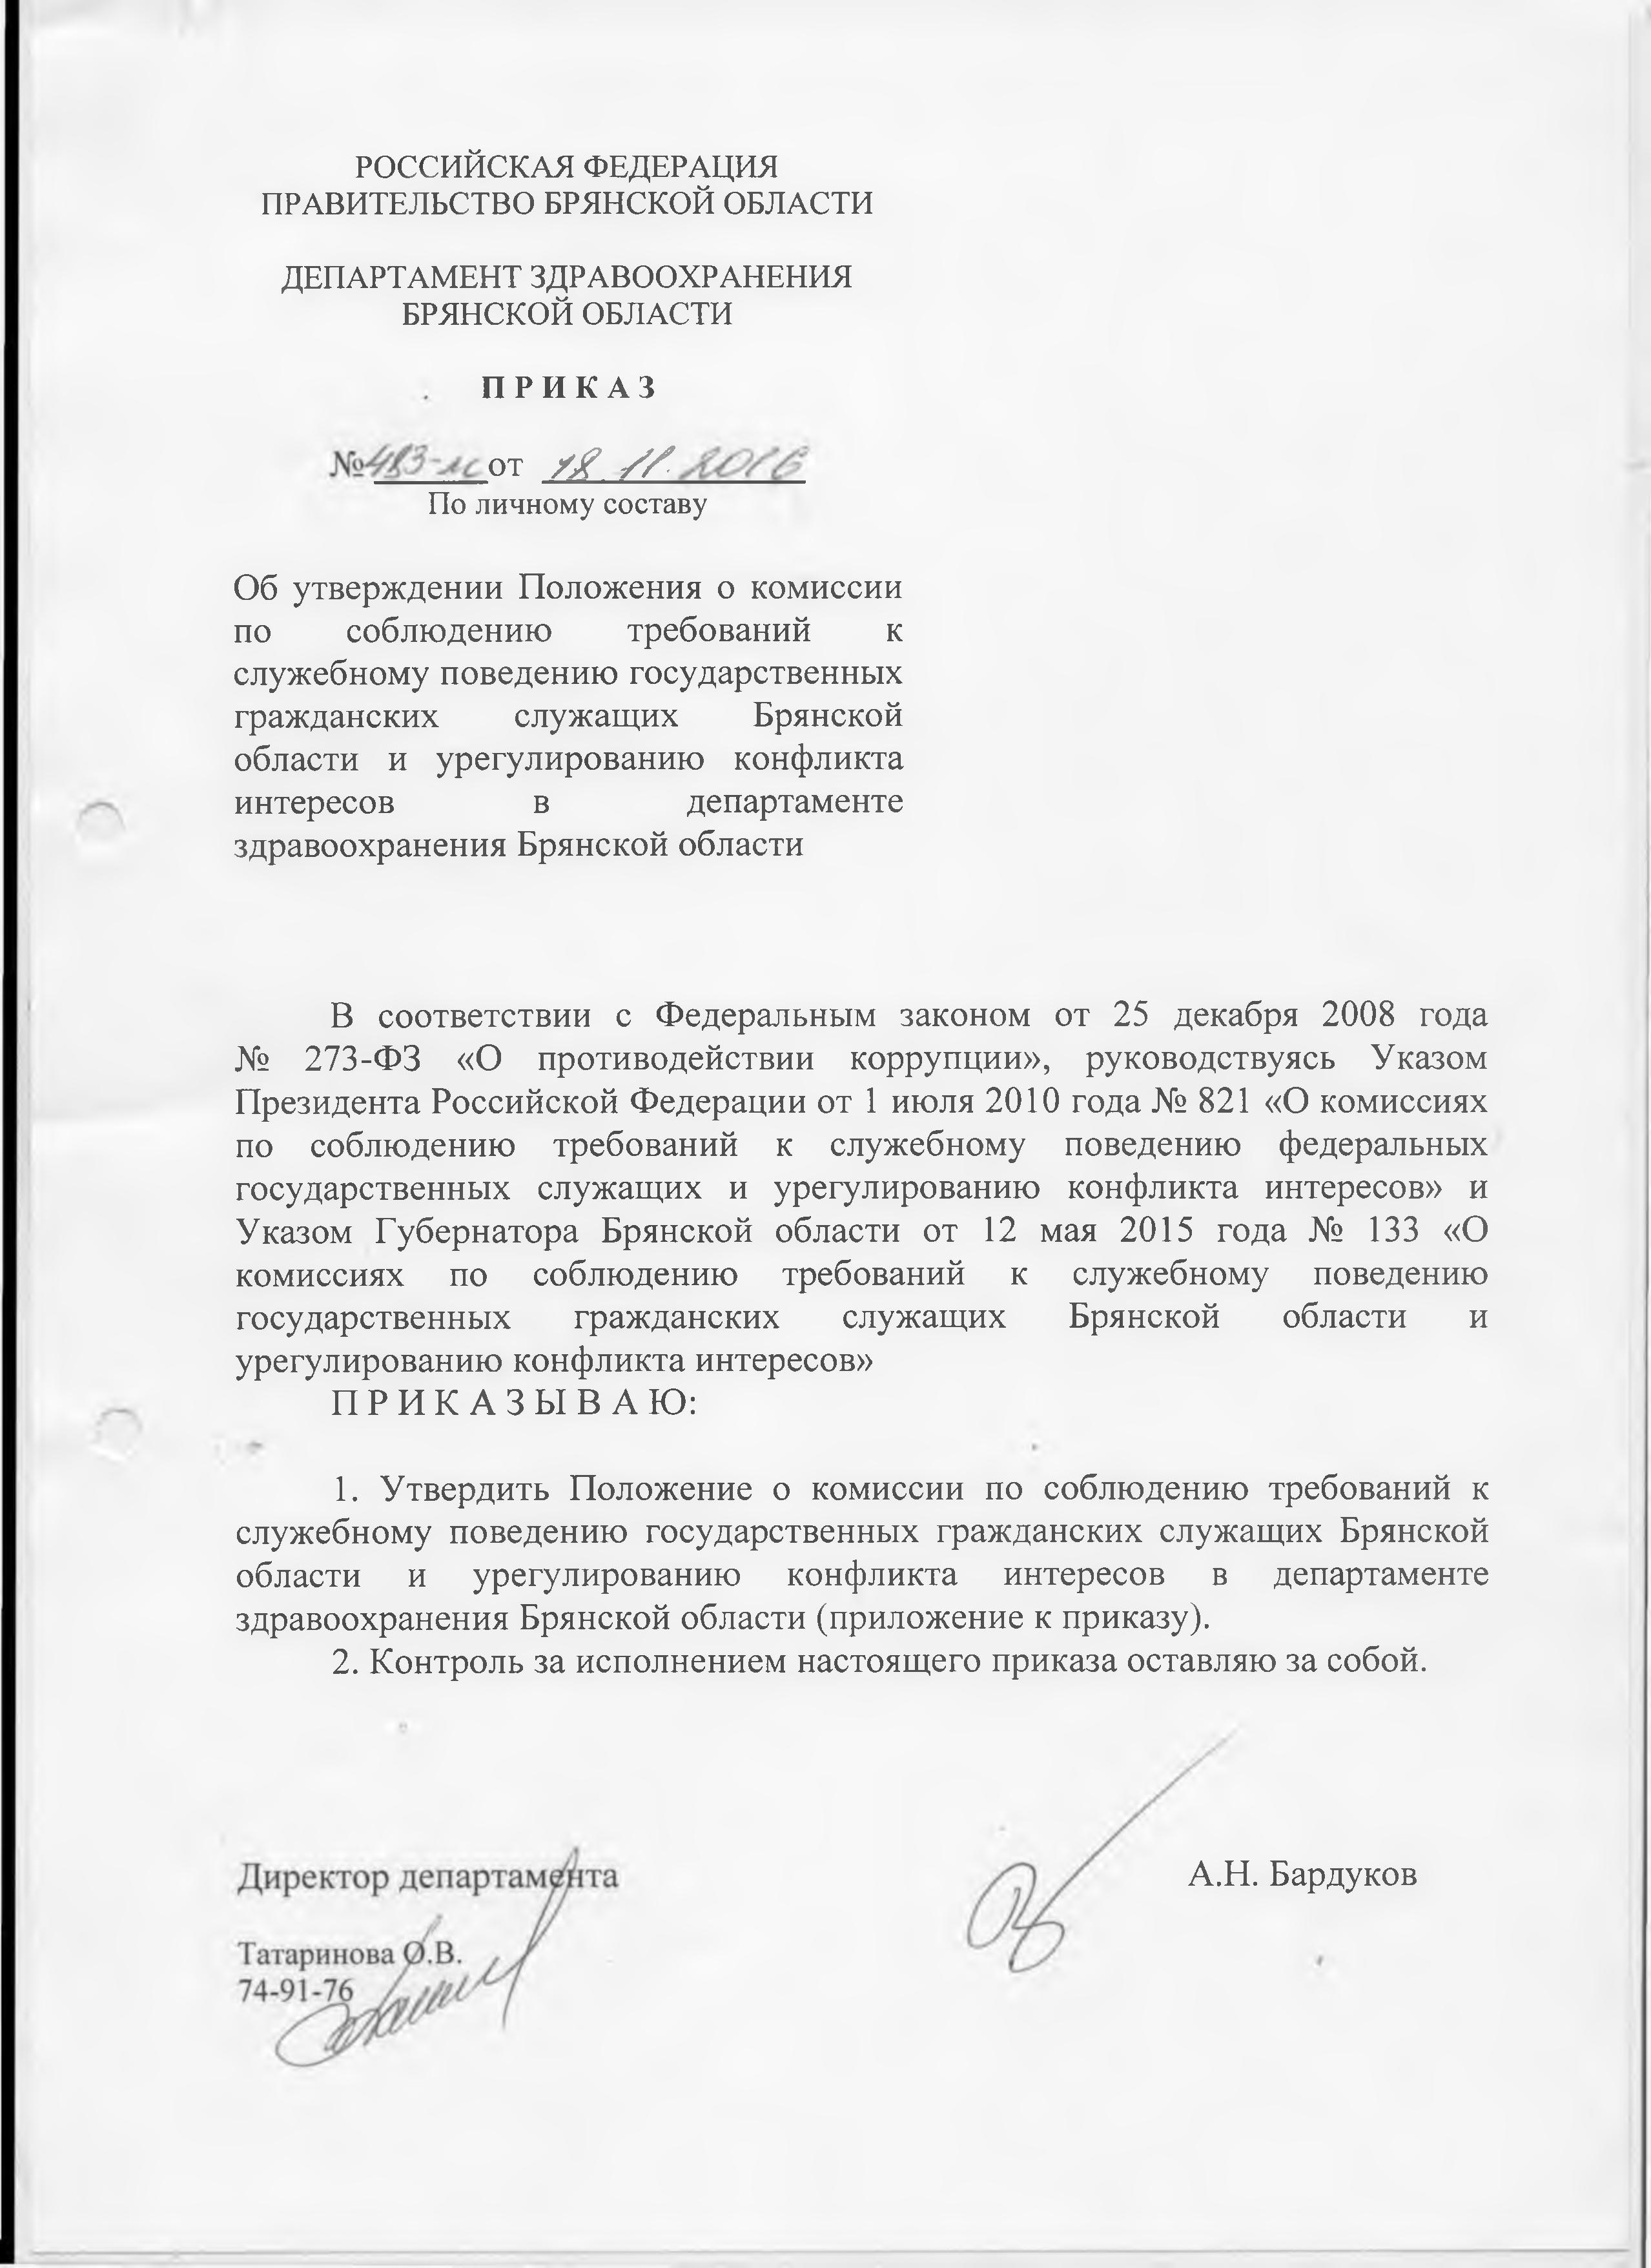 РОССИЙСКАЯ ФЕДЕРАЦИЯ
ПРАВИТЕЛЬСТВО БРЯНСКОЙ ОБЛАСТИ
ДЕПАРТАМЕНТ ЗДРАВООХРАНЕНИЯ
БРЯНСКОЙ ОБЛАСТИ
П Р И К А З
№ от 18.11.2016
По личному составу
Об утверждении Положения о комиссии
по соблюдению требований к
служебному поведению государственных
гражданских служащих Брянской
области и урегулированию конфликта
интересов в департаменте
здравоохранения Брянской области
В соответствии с Федеральным законом от 25 декабря 2008 года
№ 273-ФЗ «О противодействии коррупции», руководствуясь Указом
Президента Российской Федерации от 1 июля 2010 года № 821 «О комиссиях
по соблюдению требований к служебному поведению федеральных
государственных служащих и урегулированию конфликта интересов» и
Указом Губернатора Брянской области от 12 мая 2015 года № 133 «О
комиссиях по соблюдению требований к служебному поведению
государственных гражданских служащих Брянской области и
урегулированию конфликта интересов»
П Р И К А З Ы В А Ю:
1. Утвердить Положение о комиссии по соблюдению требований к
служебному поведению государственных гражданских служащих Брянской
области и урегулированию конфликта интересов в департаменте
здравоохранения Брянской области (приложение к приказу).
2. Контроль за исполнением настоящего приказа оставляю за собой.
Директор департамента А.Н. Бардуков
Татаринова О.В.
74-91-76